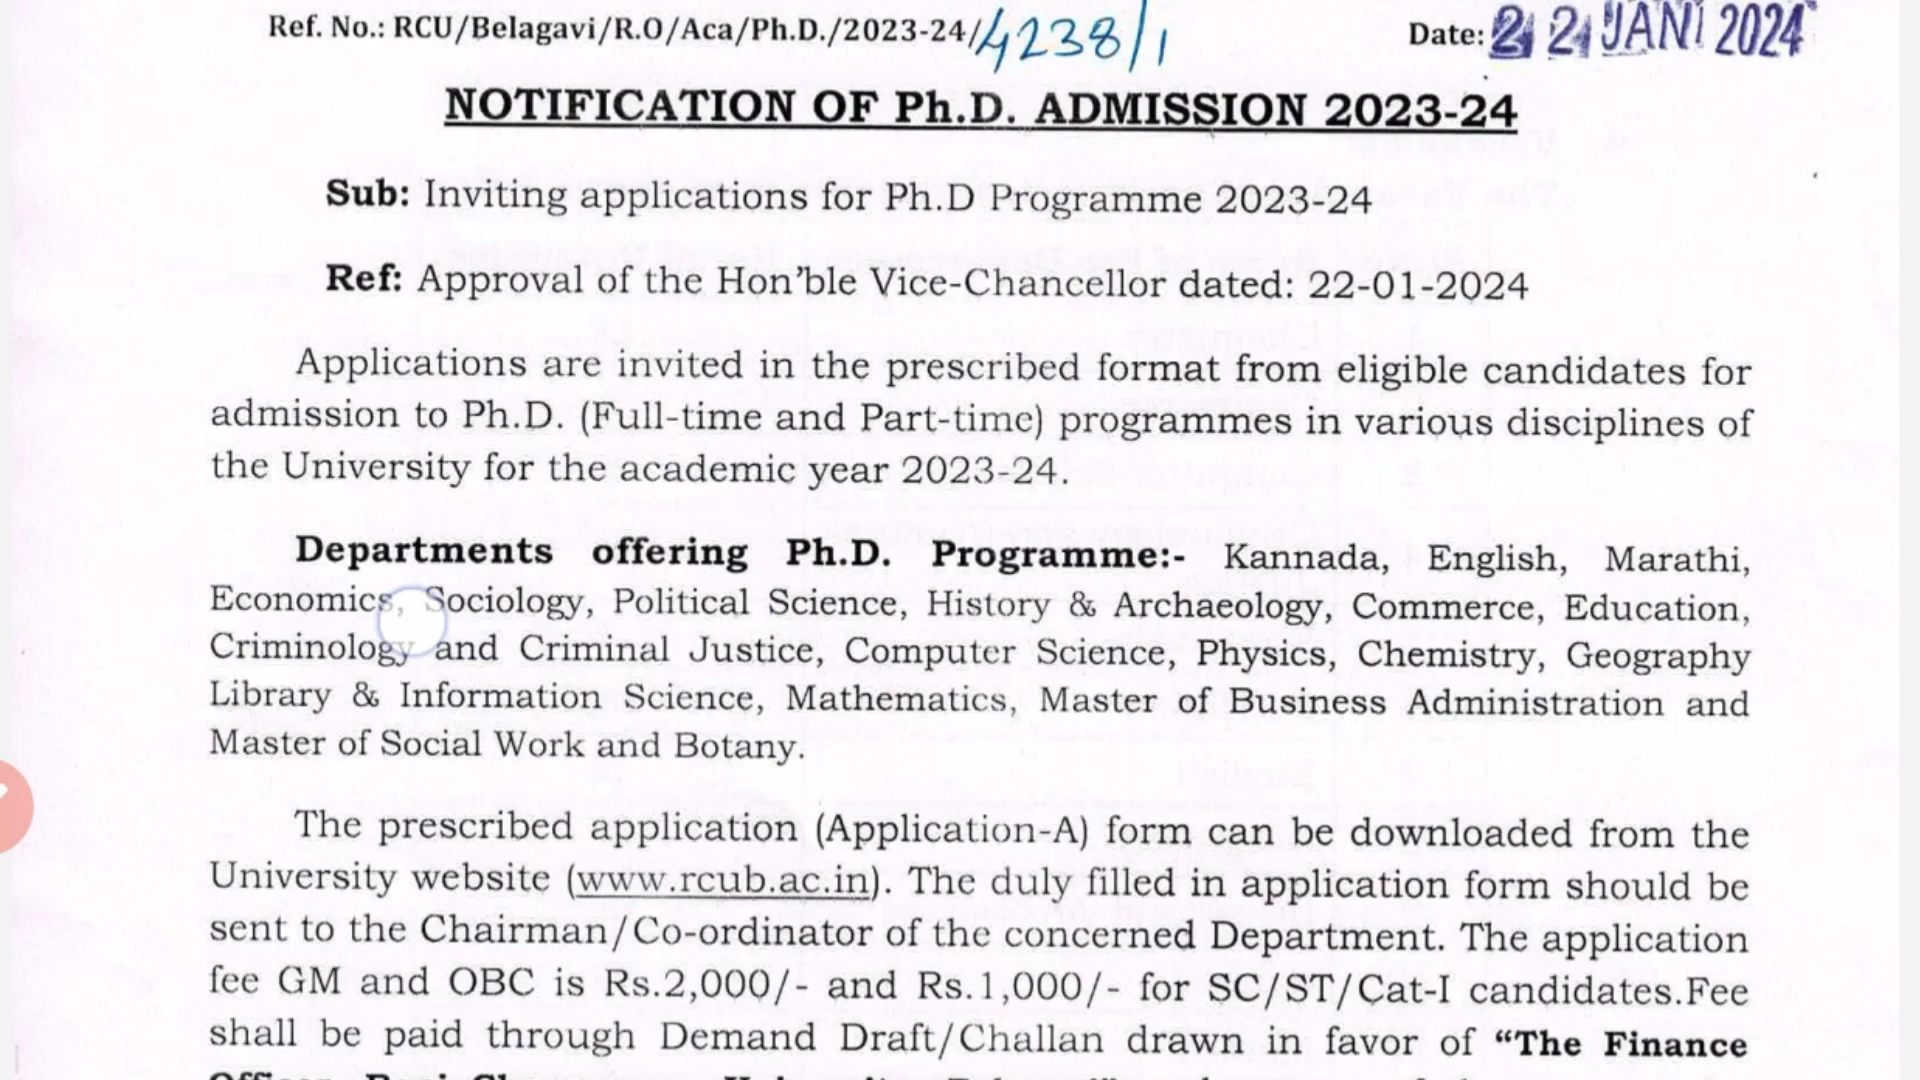 Ref. No.: RCU/Belagavi/R.O/Aca/Ph.D./2023-24/4238/1 Date: 22 JAN 2024
NOTIFICATION OF Ph.D. ADMISSION 2023-24
Sub: Inviting applications for Ph.D Programme 2023-24
Ref: Approval of the Hon'ble Vice-Chancellor dated: 22-01-2024
Applications are invited in the prescribed format from eligible candidates for
admission to Ph.D. (Full-time and Part-time) programmes in various disciplines of
the University for the academic year 2023-24.
Departments offering Ph.D. Programme:- Kannada, English, Marathi,
Economics, Sociology, Political Science, History & Archaeology, Commerce, Education,
Criminology and Criminal Justice, Computer Science, Physics, Chemistry, Geography
Library & Information Science, Mathematics, Master of Business Administration and
Master of Social Work and Botany.
The prescribed application (Application-A) form can be downloaded from the
University website (www.rcub.ac.in). The duly filled in application form should be
sent to the Chairman/Co-ordinator of the concerned Department. The application
fee GM and OBC is Rs.2,000/- and Rs.1,000/- for SC/ST/Cat-I candidates.Fee
shall be paid through Demand Draft/Challan drawn in favor of “The Finance